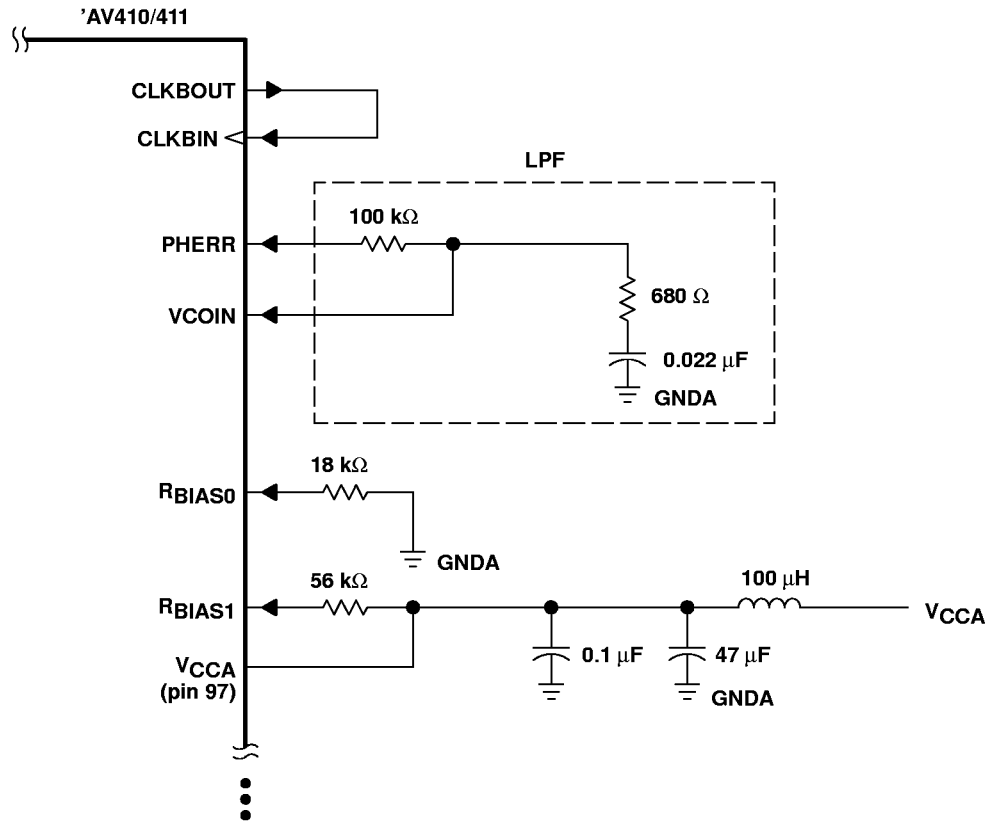 ’AV410/411
CLKBOUT
CLKBIN
LPF
100 kΩ
PHERR
680 Ω
VCOIN
0.022 μF
GNDA
18 kΩ
RBIAS0
GNDA
56 kΩ
100 μH
RBIAS1
VCCA
0.1 μF
47 μF
VCCA
(pin 97)
GNDA